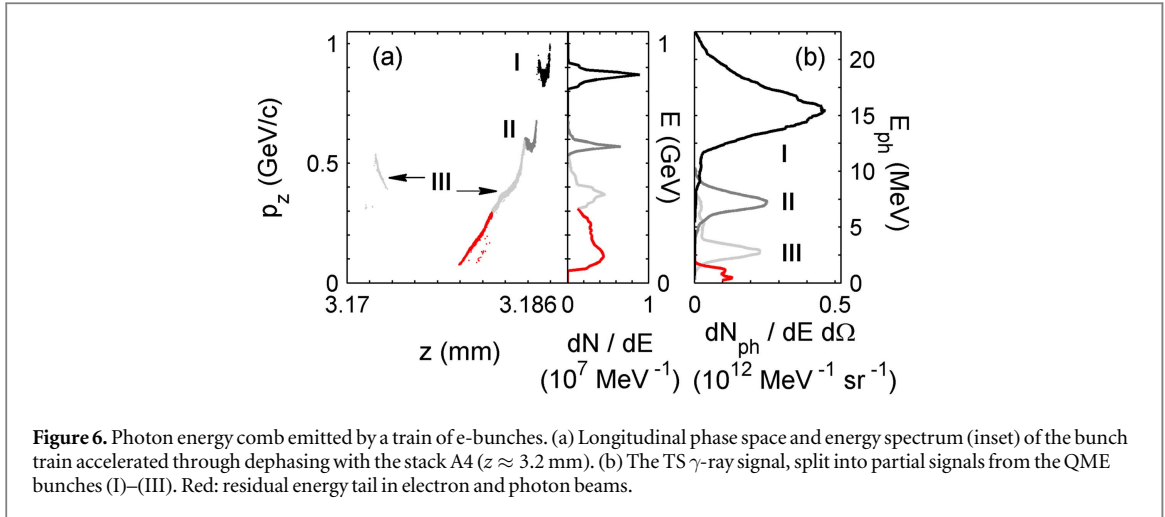 1
(a)
I
II
III
0.5
0
p_z (GeV/c)
3.17
3.186
z (mm)
0
1
dN / dE
(10^7 MeV^-1)
1
0
E (GeV)
(b)
I
II
III
20
15
10
5
0
E_ph (MeV)
0
0.5
dN_ph / dE dΩ
(10^12 MeV^-1 sr^-1)
Figure 6. Photon energy comb emitted by a train of e-bunches. (a) Longitudinal phase space and energy spectrum (inset) of the bunch
train accelerated through dephasing with the stack A4 (z ≈ 3.2 mm). (b) The TS γ-ray signal, split into partial signals from the QME
bunches (I)–(III). Red: residual energy tail in electron and photon beams.